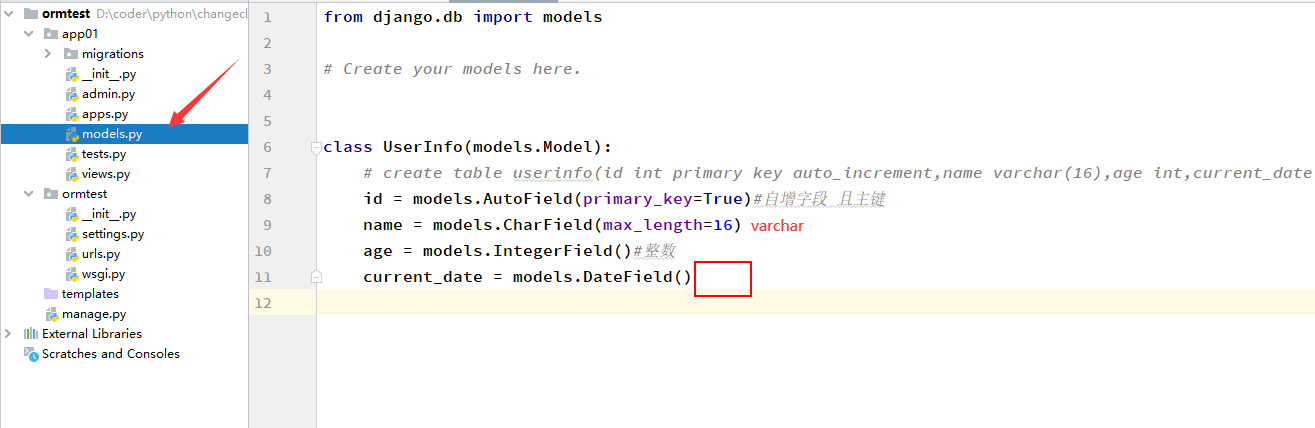 ormtest D:\coder\python\changecl
app01
migrations
__init__.py
admin.py
apps.py
models.py
tests.py
views.py
ormtest
__init__.py
settings.py
urls.py
wsgi.py
templates
manage.py
External Libraries
Scratches and Consoles
1 from django.db import models
2
3 # Create your models here.
4
5
6 class UserInfo(models.Model):
7 # create table userinfo(id int primary key auto_increment,name varchar(16),age int,current_date
8 id = models.AutoField(primary_key=True)#自增字段 且主键
9 name = models.CharField(max_length=16) varchar
10 age = models.IntegerField()#整数
11 current_date = models.DateField()
12